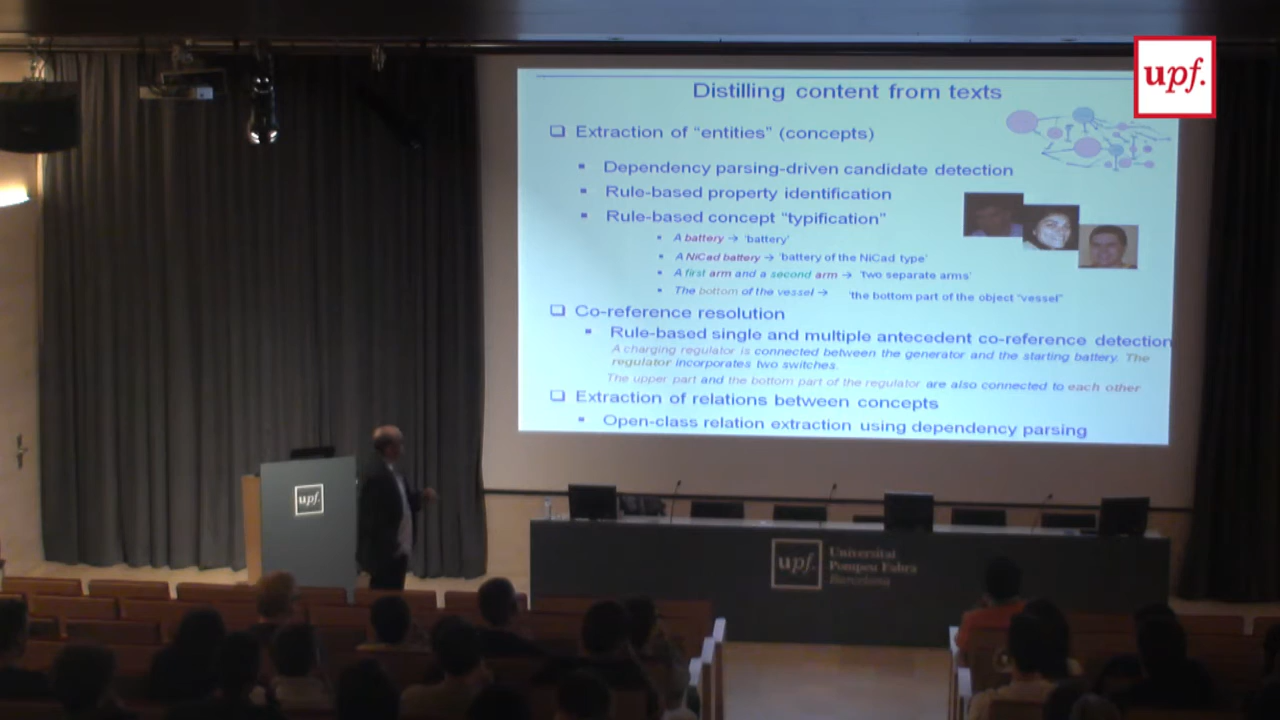 upf.
Distilling content from texts
Extraction of “entities” (concepts)
Dependency parsing-driven candidate detection
Rule-based property identification
Rule-based concept “typification”
A battery → ‘battery’
A NiCad battery → ‘battery of the NiCad type’
A first arm and a second arm → ‘two separate arms’
The bottom of the vessel → ‘the bottom part of the object “vessel”
Co-reference resolution
Rule-based single and multiple antecedent co-reference detection
A charging regulator is connected between the generator and the starting battery. The
regulator incorporates two switches.
The upper part and the bottom part of the regulator are also connected to each other
Extraction of relations between concepts
Open-class relation extraction using dependency parsing
upf.
upf.
Universitat
Pompeu Fabra
Barcelona